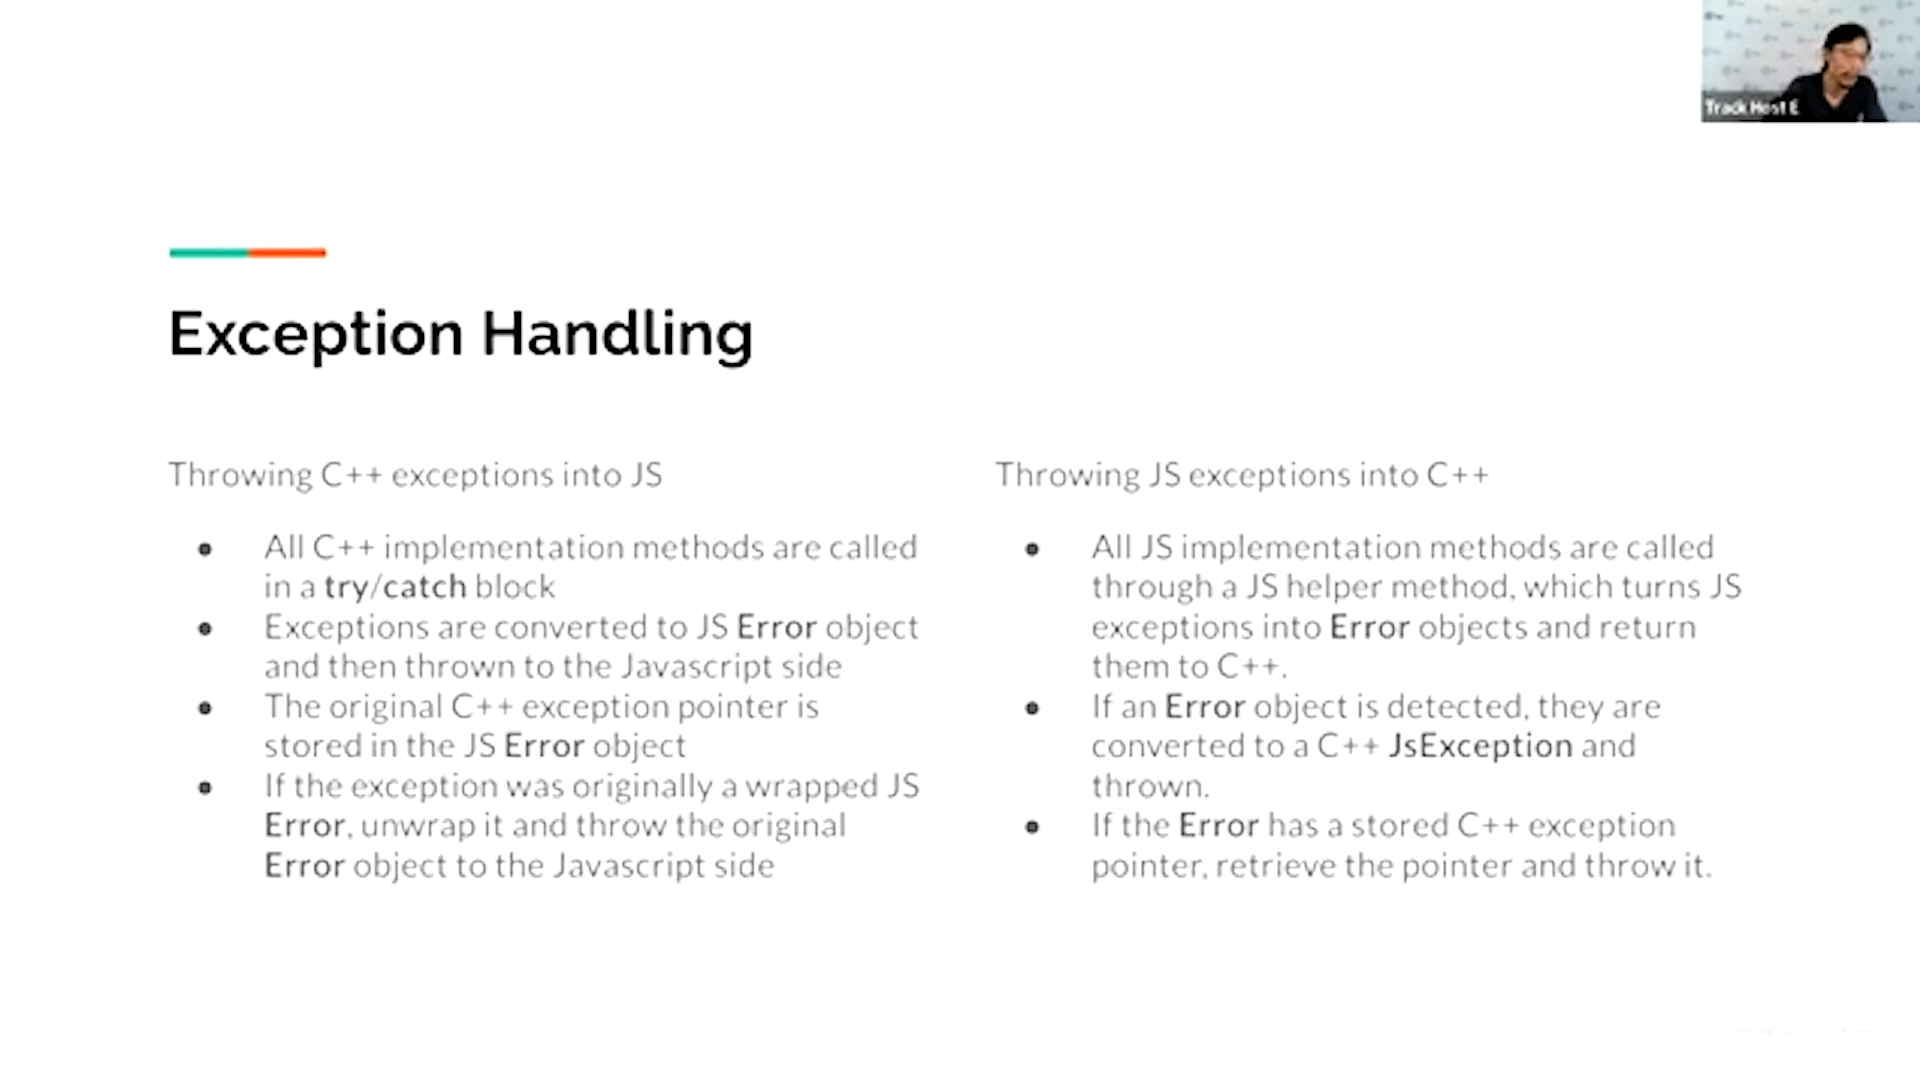 Track Host E
Exception Handling
Throwing C++ exceptions into JS
● All C++ implementation methods are called
in a try/catch block
● Exceptions are converted to JS Error object
and then thrown to the Javascript side
● The original C++ exception pointer is
stored in the JS Error object
● If the exception was originally a wrapped JS
Error, unwrap it and throw the original
Error object to the Javascript side
Throwing JS exceptions into C++
● All JS implementation methods are called
through a JS helper method, which turns JS
exceptions into Error objects and return
them to C++.
● If an Error object is detected, they are
converted to a C++ JsException and
thrown.
● If the Error has a stored C++ exception
pointer, retrieve the pointer and throw it.